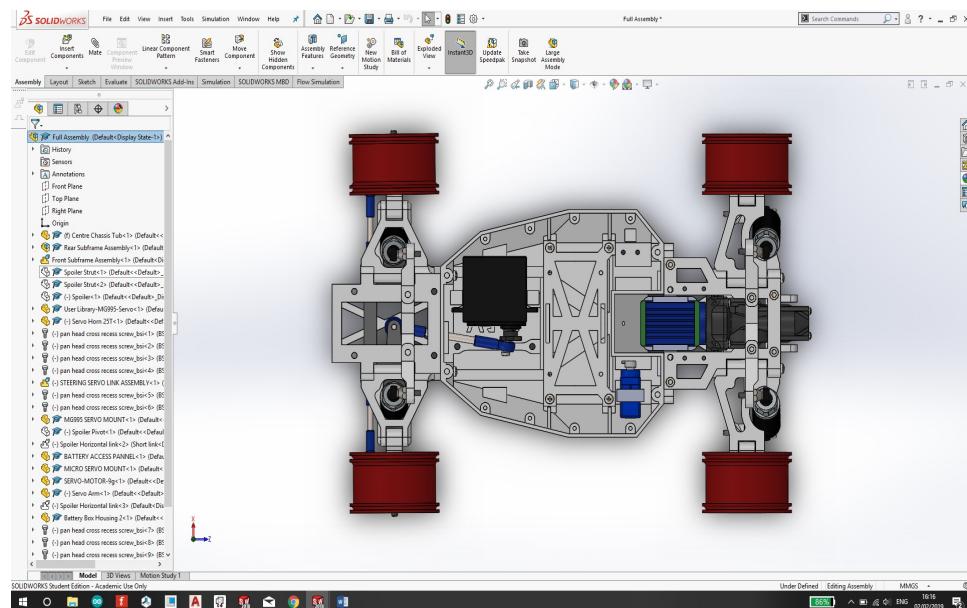 SOLIDWORKS File Edit View Insert Tools Simulation Window Help Full Assembly * Search Commands
Edit Component Insert Components Mate Component Preview Window Linear Component Pattern Smart Fasteners Move Component Show Hidden Components Assembly Features Reference Geometry New Motion Study Bill of Materials Exploded View Instant3D Update Speedpak Take Snapshot Large Assembly Mode
Assembly Layout Sketch Evaluate SOLIDWORKS Add-Ins Simulation SOLIDWORKS MBD Flow Simulation
Full Assembly (Default<Display State-1>)
History
Sensors
Annotations
Front Plane
Top Plane
Right Plane
Origin
(f) Centre Chassis Tub<1> (Default<<
Rear Subframe Assembly<1> (Default
Front Subframe Assembly<1> (Default<Di
Spoiler Strut<1> (Default<<Default>_
Spoiler Strut<2> (Default<<Default>_
(-) Spoiler<1> (Default<<Default>_Dis
User Library-MG995-Servo<1> (Defau
(-) Servo Horn 25T<1> (Default<<Def
(-) pan head cross recess screw_bsi<1> (BS
(-) pan head cross recess screw_bsi<2> (BS
(-) pan head cross recess screw_bsi<3> (BS
(-) pan head cross recess screw_bsi<4> (BS
(-) STEERING SERVO LINK ASSEMBLY<1> (
(-) pan head cross recess screw_bsi<5> (BS
(-) pan head cross recess screw_bsi<6> (BS
MG995 SERVO MOUNT<1> (Default<
(-) Spoiler Pivot<1> (Default<<Defaul
(-) Spoiler Horizontal link<2> (Short link<D
BATTERY ACCESS PANNEL<1> (Defau
MICRO SERVO MOUNT<1> (Default<
SERVO-MOTOR-9g<1> (Default<<De
(-) Servo Arm<1> (Default<<Default>
(-) Spoiler Horizontal link<3> (Default<Dis
Battery Box Housing 2<1> (Default<<
(-) pan head cross recess screw_bsi<7> (BS
(-) pan head cross recess screw_bsi<8> (BS
(-) pan head cross recess screw_bsi<9> (BS
X
Z
Model 3D Views Motion Study 1
SOLIDWORKS Student Edition - Academic Use Only Under Defined Editing Assembly MMGS
86% ENG 16:16
02/02/2019